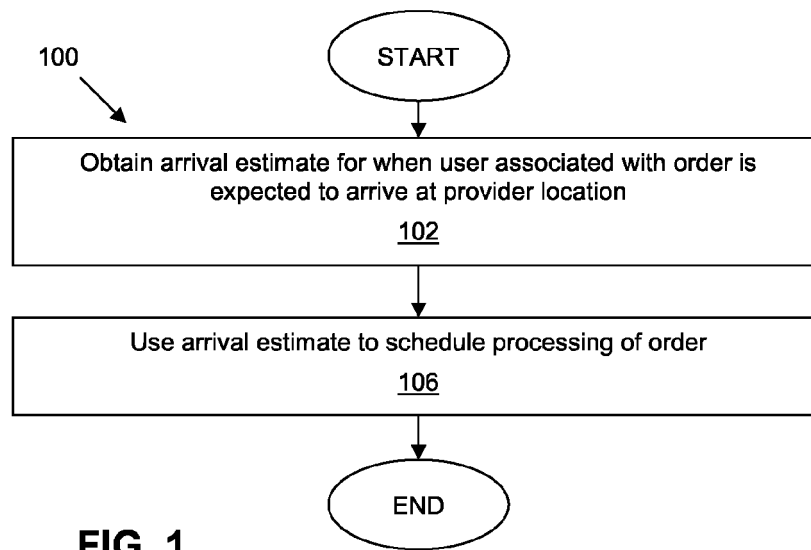 START
100
Obtain arrival estimate for when user associated with order is
expected to arrive at provider location
102
Use arrival estimate to schedule processing of order
106
END
FIG. 1